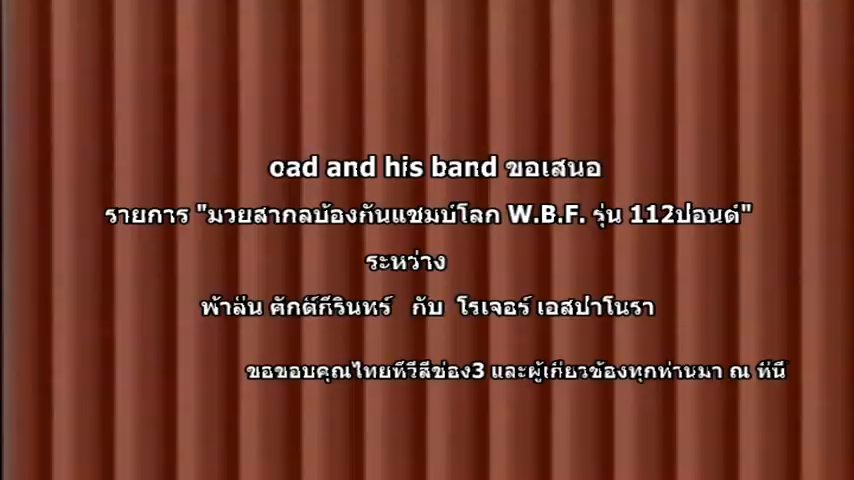 oad and his band ขอเสนอ
รายการ "มวยสากลป้องกันแชมป์โลก W.B.F. รุ่น 112ปอนด์"
ระหว่าง
พ้าลั่น ศักดิ์กรีรินทร์ กับ โรเจอร์ เอสปาโนรา
ขอขอบคุณไทยทีวีสีช่อง3 และผู้เกี่ยวข้องทุกท่านมา ณ ที่นี้